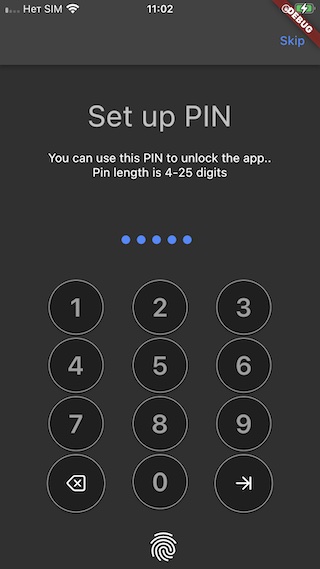 Нет SIM 11:02
DEBUG
Skip
Set up PIN
You can use this PIN to unlock the app..
Pin length is 4-25 digits
1 2 3
4 5 6
7 8 9
0